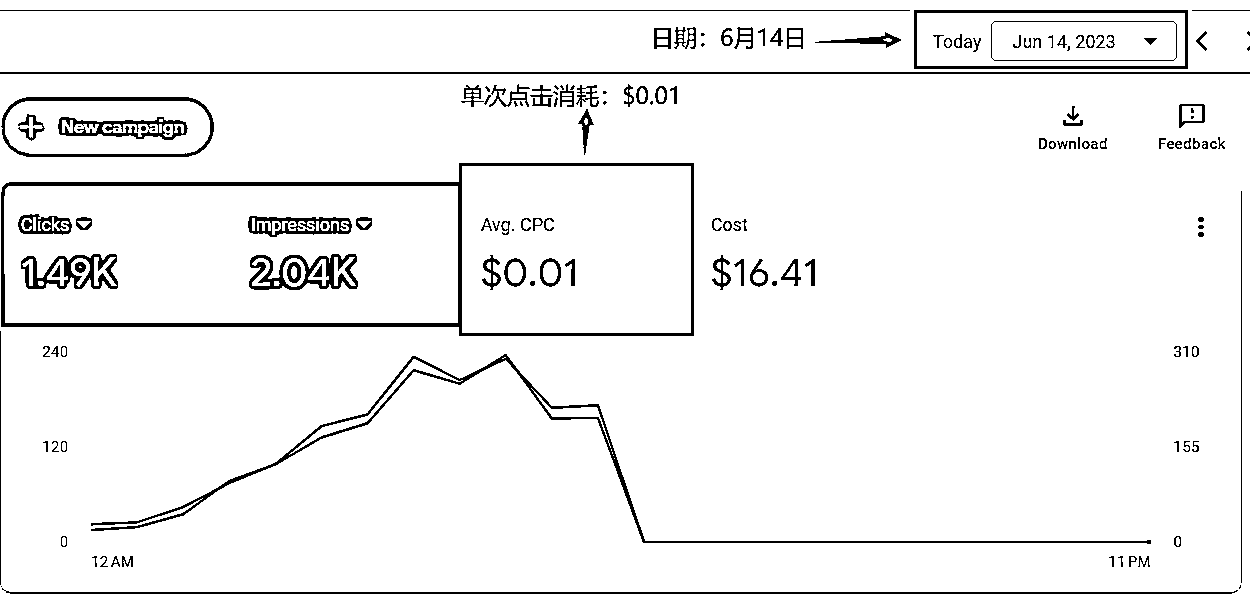 日期：6月14日
Today
Jun 14, 2023
单次点击消耗：$0.01
New campaign
Download
Feedback
Clicks
Impressions
Avg. CPC
Cost
1.49K
2.04K
$0.01
$16.41
240
310
120
155
0
0
12 AM
11 PM